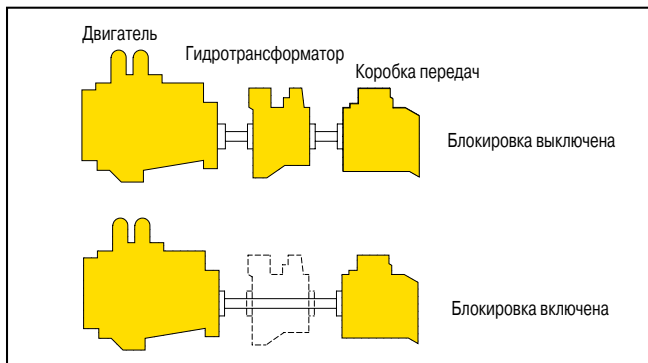 Двигатель
Гидротрансформатор
Коробка передач
Блокировка выключена
Блокировка включена